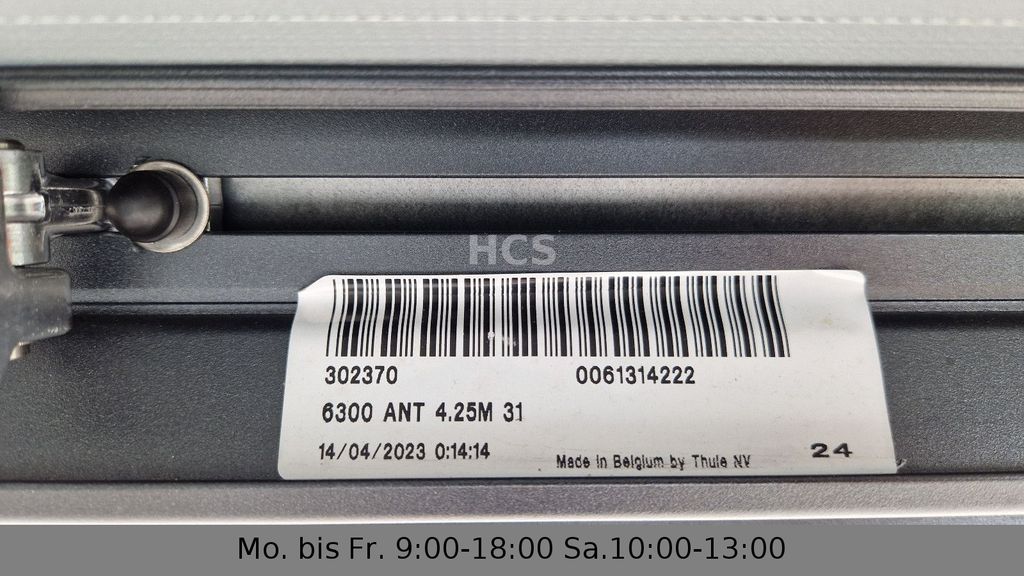 HCS
302370 0061314222
6300 ANT 4.25M 31
14/04/2023 0:14:14 Made in Belgium by Thule NV 24
Mo. bis Fr. 9:00-18:00 Sa.10:00-13:00